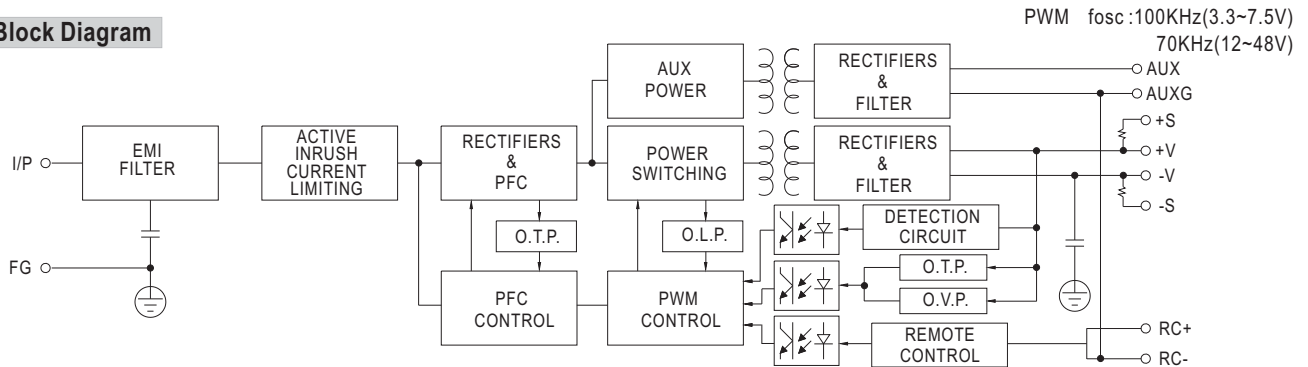 Block Diagram
PWM fosc :100KHz(3.3~7.5V)
70KHz(12~48V)
I/P
FG
EMI
FILTER
ACTIVE
INRUSH
CURRENT
LIMITING
RECTIFIERS
&
PFC
O.T.P.
PFC
CONTROL
AUX
POWER
POWER
SWITCHING
O.L.P.
PWM
CONTROL
RECTIFIERS
&
FILTER
RECTIFIERS
&
FILTER
DETECTION
CIRCUIT
O.T.P.
O.V.P.
REMOTE
CONTROL
AUX
AUXG
+S
+V
-V
-S
RC+
RC-